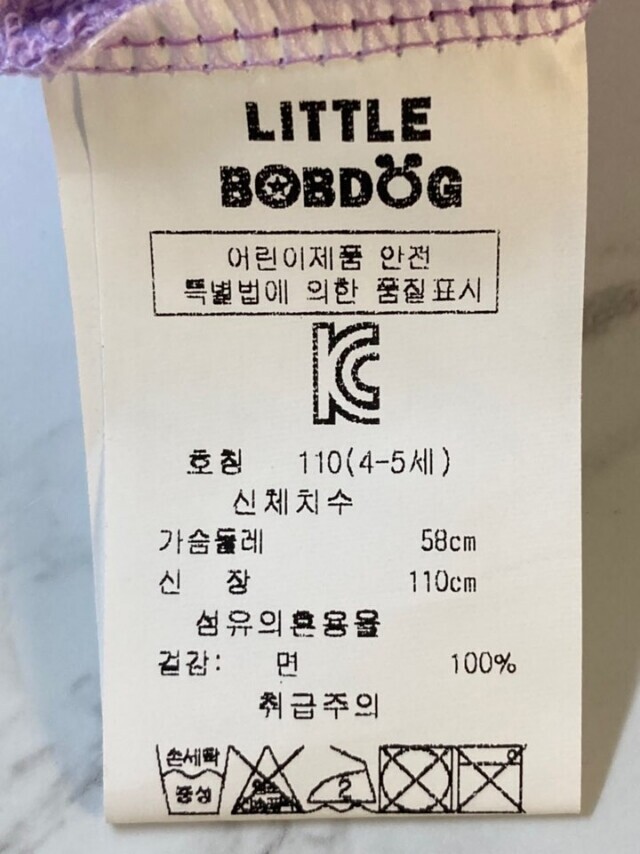 LITTLE
BOBDOG
어린이제품 안전
특별법에 의한 품질표시
KC
호칭 110(4-5세)
신체치수
가슴둘레 58cm
신 장 110cm
섬유의혼용율
겉감: 면 100%
취급주의
손세탁
중성
2